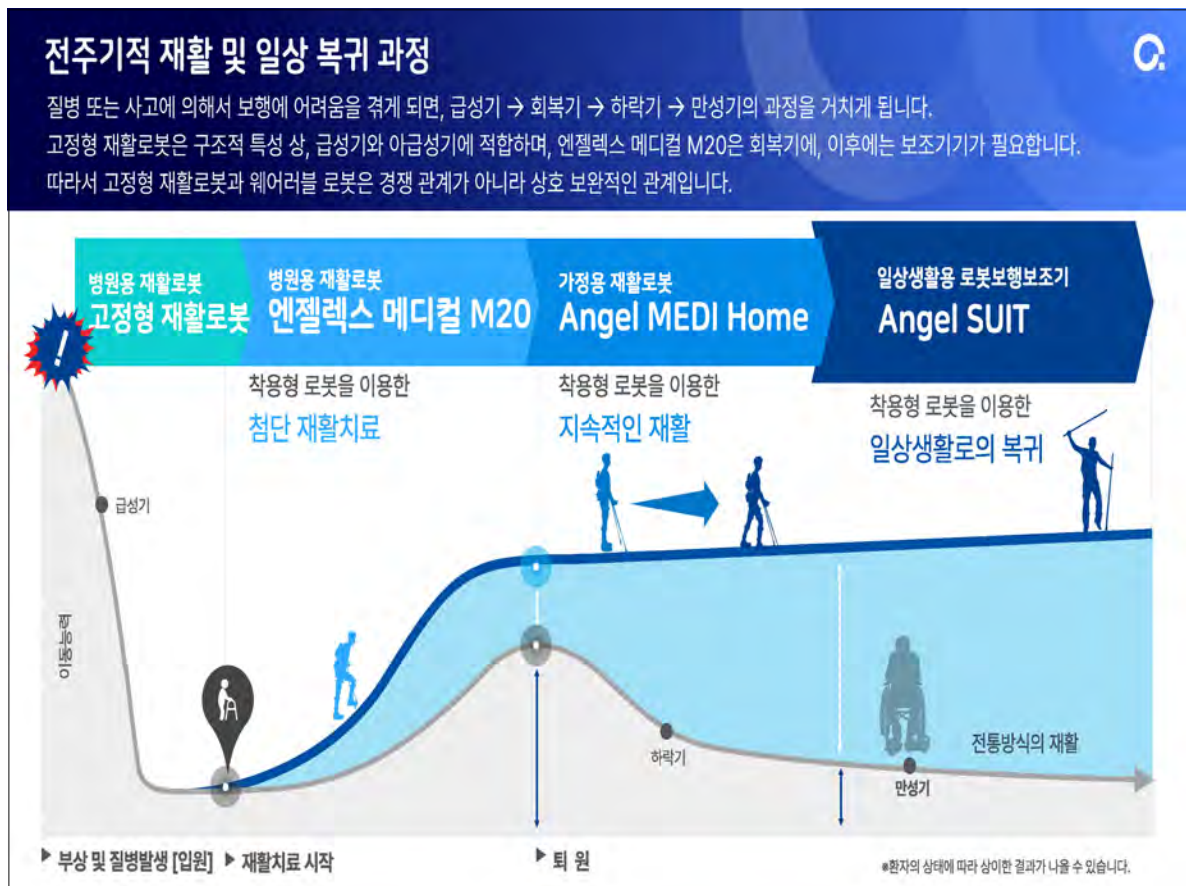 전주기적 재활 및 일상 복귀 과정
질병 또는 사고에 의해서 보행에 어려움을 겪게 되면, 급성기 → 회복기 → 하락기 → 만성기의 과정을 거치게 됩니다.
고정형 재활로봇은 구조적 특성 상, 급성기와 아급성기에 적합하며, 엔젤렉스 메디컬 M20은 회복기에, 이후에는 보조기기가 필요합니다.
따라서 고정형 재활로봇과 웨어러블 로봇은 경쟁 관계가 아니라 상호 보완적인 관계입니다.
병원용 재활로봇
고정형 재활로봇
병원용 재활로봇
엔젤렉스 메디컬 M20
가정용 재활로봇
Angel MEDI Home
일상생활용 로봇보행보조기
Angel SUIT
!
착용형 로봇을 이용한
첨단 재활치료
착용형 로봇을 이용한
지속적인 재활
착용형 로봇을 이용한
일상생활로의 복귀
급성기
이동능력
하락기
전통방식의 재활
만성기
▶ 부상 및 질병발생 [입원]
▶ 재활치료 시작
▶ 퇴 원
※환자의 상태에 따라 상이한 결과가 나올 수 있습니다.